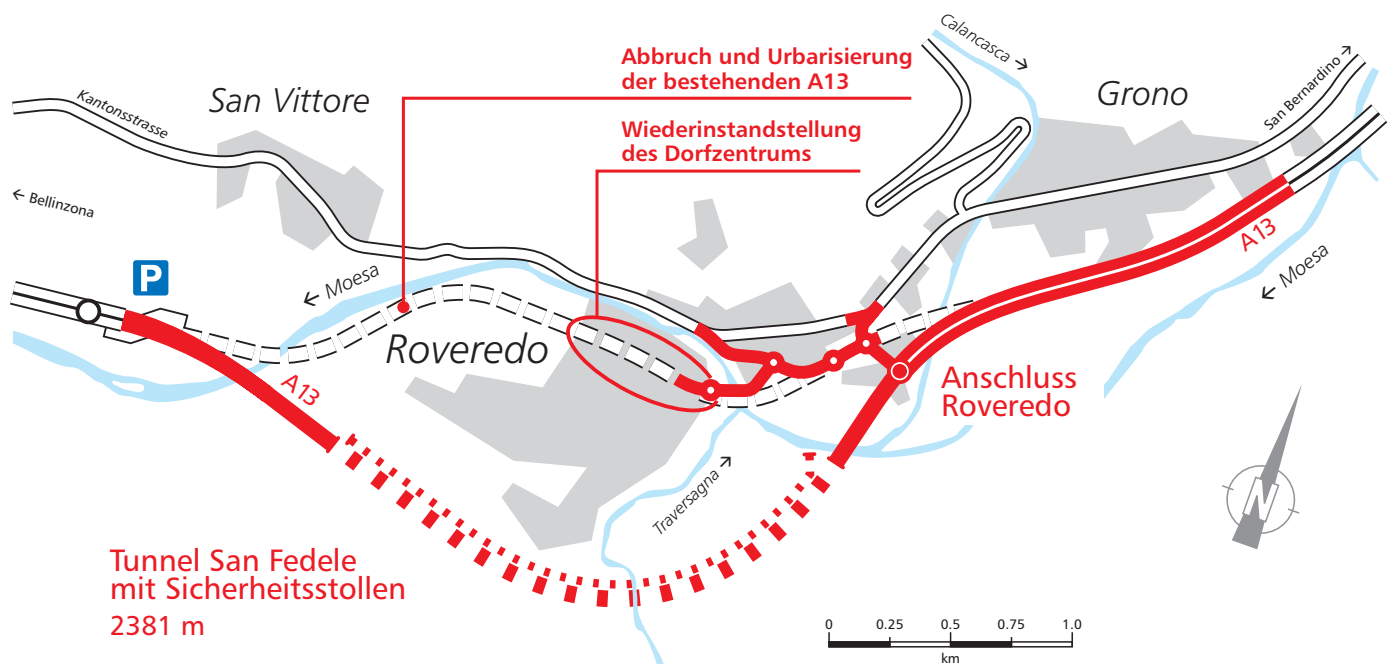 Calancasca →
Abbruch und Urbarisierung
der bestehenden A13
San Vittore
Grono
San Bernardino →
Kantonsstrasse
Wiederinstandstellung
des Dorfzentrums
← Bellinzona
A13
← Moesa
P
← Moesa
Roveredo
A13
Anschluss
Roveredo
Traversagna →
N
Tunnel San Fedele
mit Sicherheitsstollen
2381 m
0 0.25 0.5 0.75 1.0
km